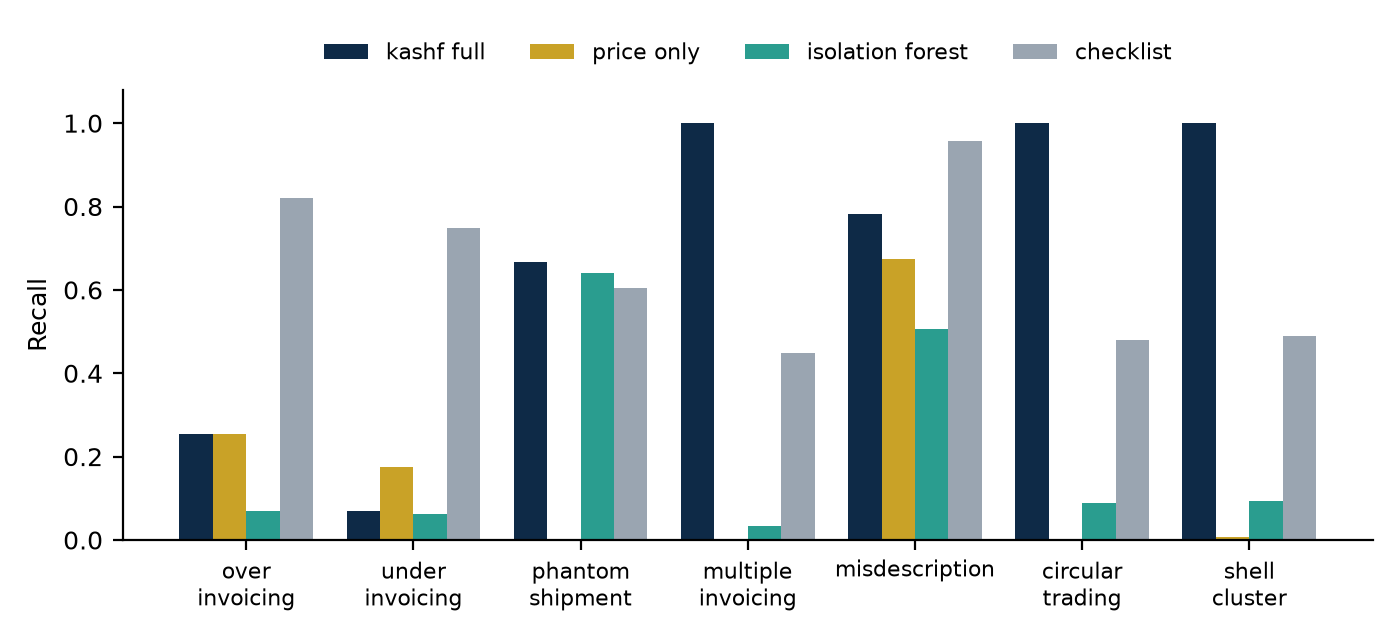 kashf full price only isolation forest checklist
1.0
0.8
0.6
0.4
0.2
0.0
Recall
over invoicing
under invoicing
phantom shipment
multiple invoicing
misdescription
circular trading
shell cluster